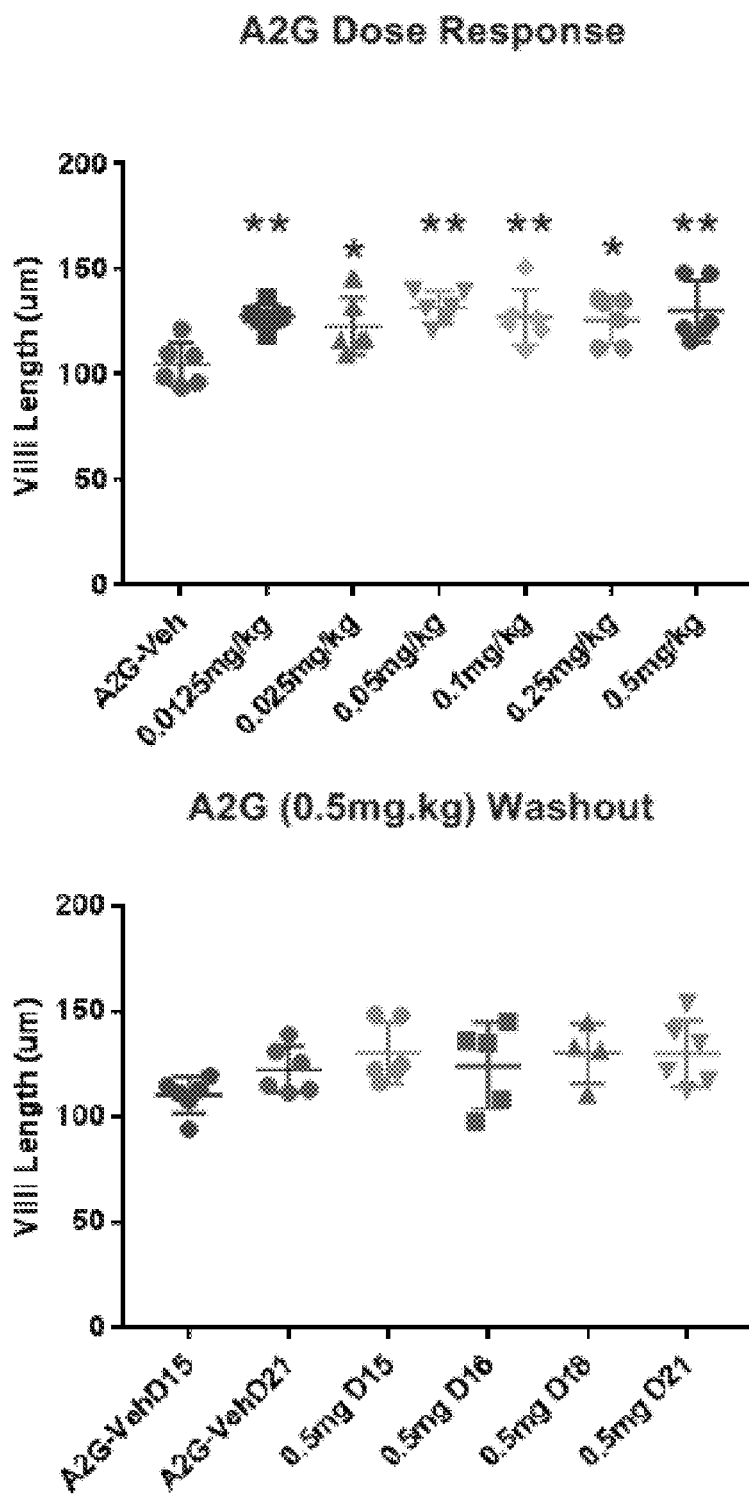 A2G Dose Response
Villi Length (um)
200
150
100
50
0
** * ** ** * **
A2G-Veh
0.0125mg/kg
0.025mg/kg
0.05mg/kg
0.1mg/kg
0.25mg/kg
0.5mg/kg
A2G (0.5mg.kg) Washout
Villi Length (um)
200
150
100
50
0
A2G-VehD15
A2G-VehD21
0.5mg D15
0.5mg D16
0.5mg D18
0.5mg D21